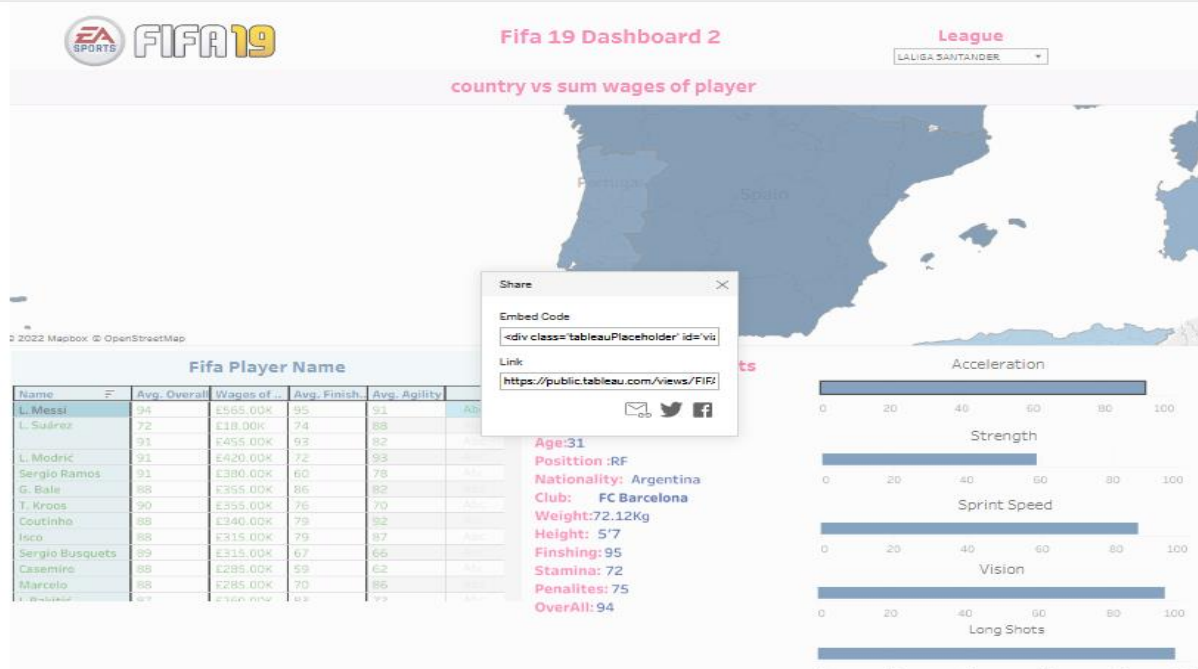 EA SPORTS FIFA 19
Fifa 19 Dashboard 2
League
LALIGA SANTANDER
country vs sum wages of player
Portugal
Spain
2022 Mapbox © OpenStreetMap
Share
Embed Code
<div class='tableauPlaceholder' id='viz
Link
https://public.tableau.com/views/FIFA
Fifa Player Name
Name Avg. Overall Wages of .. Avg. Finish.. Avg. Agility
L. Messi 94 £565.00K 95 91 Abc
L. Suárez 72 £18.00K 74 88
91 £455.00K 93 82
L. Modrić 91 £420.00K 72 93
Sergio Ramos 91 £380.00K 60 78 Abc
G. Bale 88 £355.00K 86 82
T. Kroos 90 £355.00K 76 70 Abc
Coutinho 88 £340.00K 79 92
Isco 88 £315.00K 79 87 Abc
Sergio Busquets 89 £315.00K 67 66
Casemiro 88 £285.00K 59 62 Abc
Marcelo 88 £285.00K 70 86
ts
Age:31
Posittion :RF
Nationality: Argentina
Club: FC Barcelona
Weight:72.12Kg
Height: 5'7
Finshing: 95
Stamina: 72
Penalites: 75
OverAll: 94
Acceleration
0 20 40 60 80 100
Strength
0 20 40 60 80 100
Sprint Speed
0 20 40 60 80 100
Vision
0 20 40 60 80 100
Long Shots